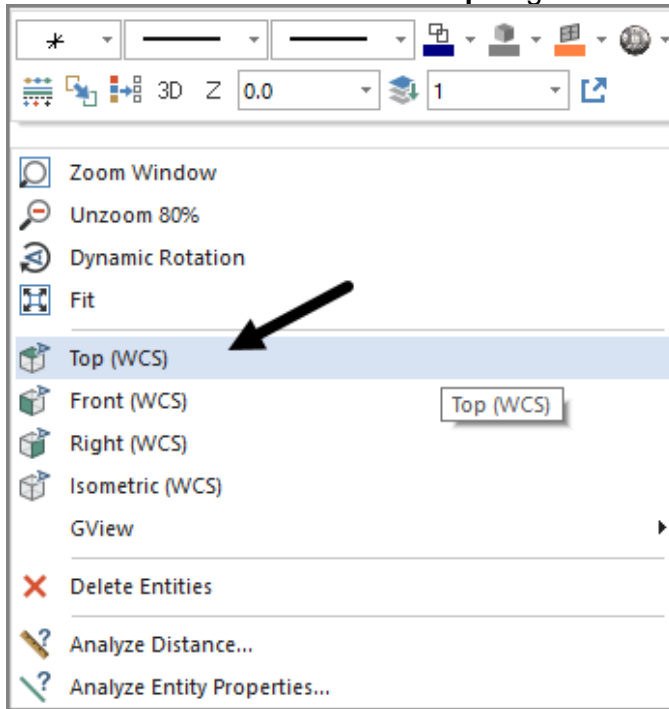 3D Z 0.0 1
Zoom Window
Unzoom 80%
Dynamic Rotation
Fit
Top (WCS)
Front (WCS)
Top (WCS)
Right (WCS)
Isometric (WCS)
GView
Delete Entities
Analyze Distance...
Analyze Entity Properties...